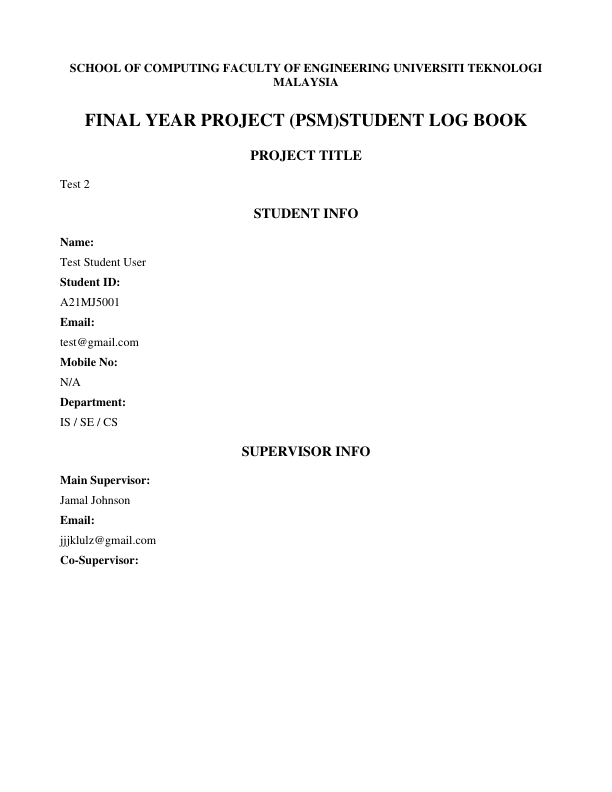 SCHOOL OF COMPUTING FACULTY OF ENGINEERING UNIVERSITI TEKNOLOGI
MALAYSIA
FINAL YEAR PROJECT (PSM)STUDENT LOG BOOK
PROJECT TITLE
Test 2
STUDENT INFO
Name:
Test Student User
Student ID:
A21MJ5001
Email:
test@gmail.com
Mobile No:
N/A
Department:
IS / SE / CS
SUPERVISOR INFO
Main Supervisor:
Jamal Johnson
Email:
jjjklulz@gmail.com
Co-Supervisor: